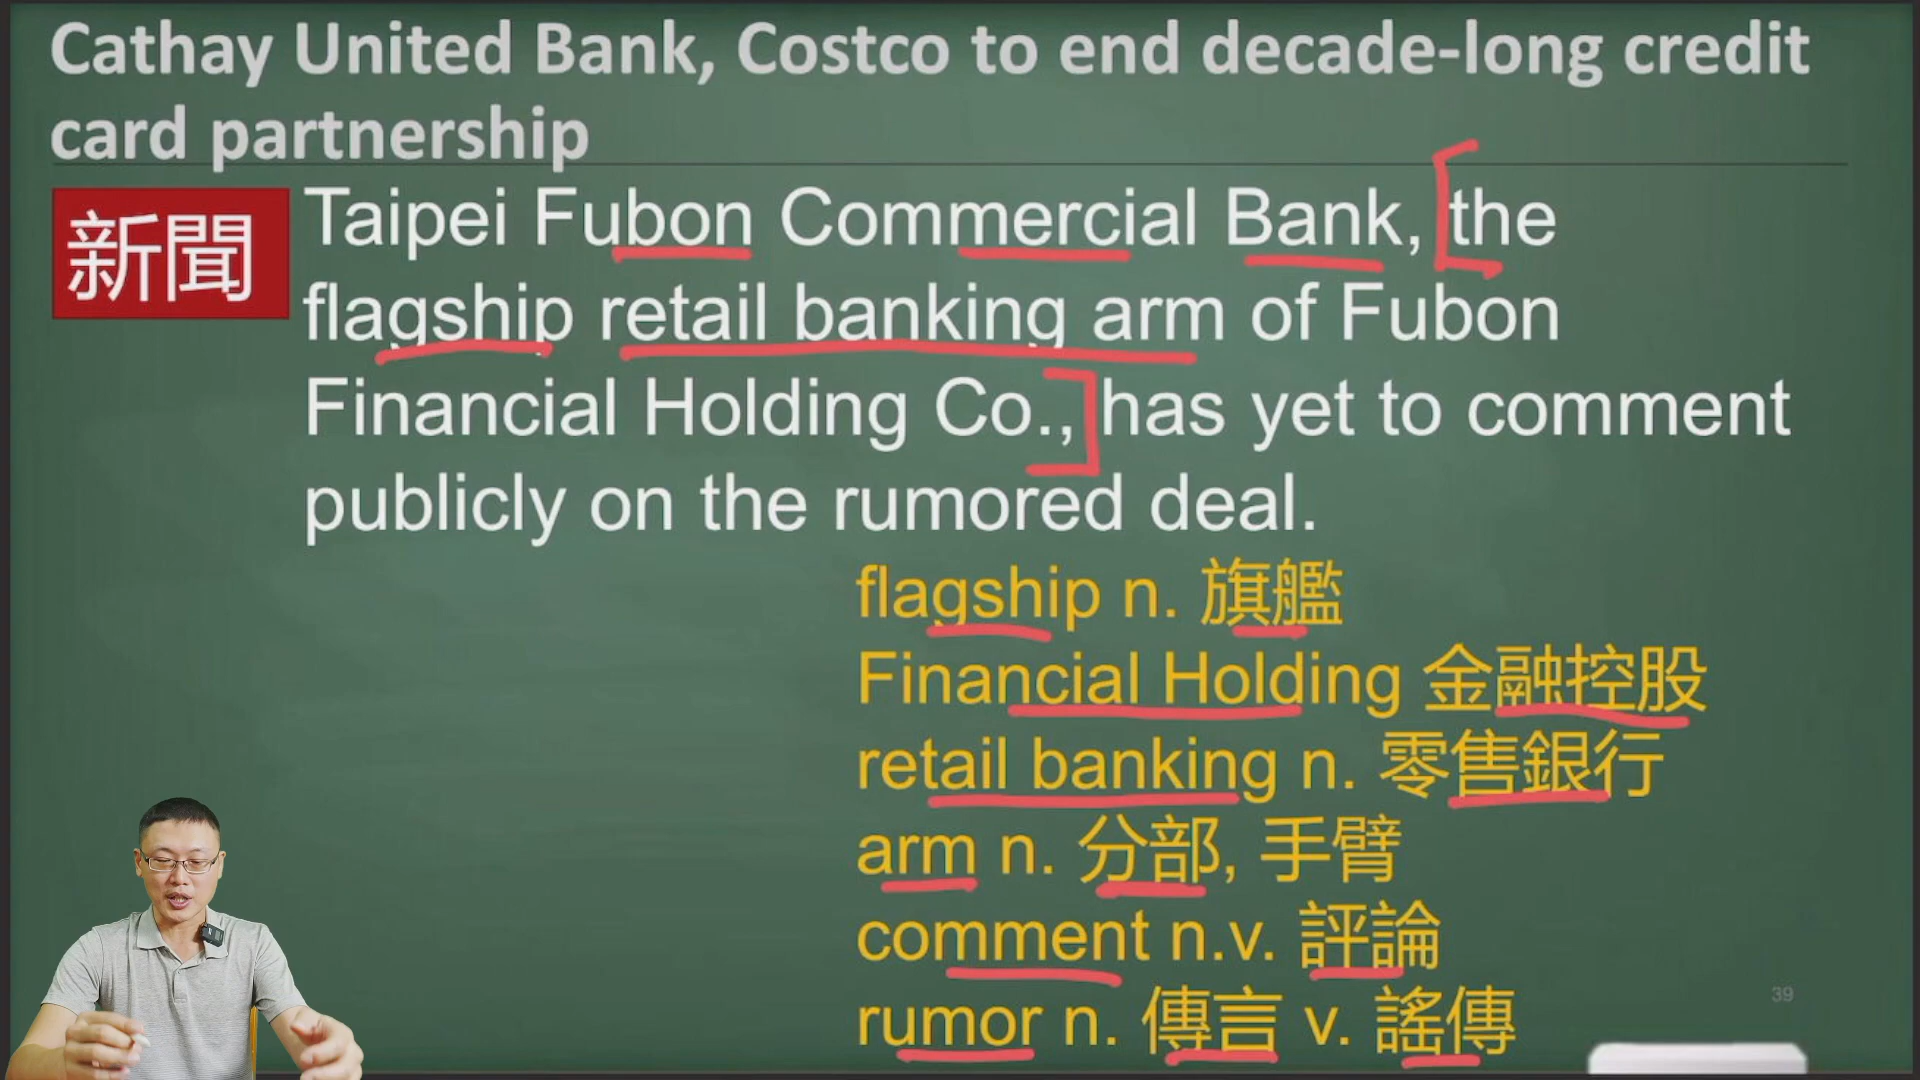 Cathay United Bank, Costco to end decade-long credit
card partnership
新聞
Taipei Fubon Commercial Bank, the
flagship retail banking arm of Fubon
Financial Holding Co., has yet to comment
publicly on the rumored deal.
flagship n. 旗艦
Financial Holding 金融控股
retail banking n. 零售銀行
arm n. 分部, 手臂
comment n.v. 評論
rumor n. 傳言 v. 謠傳
39